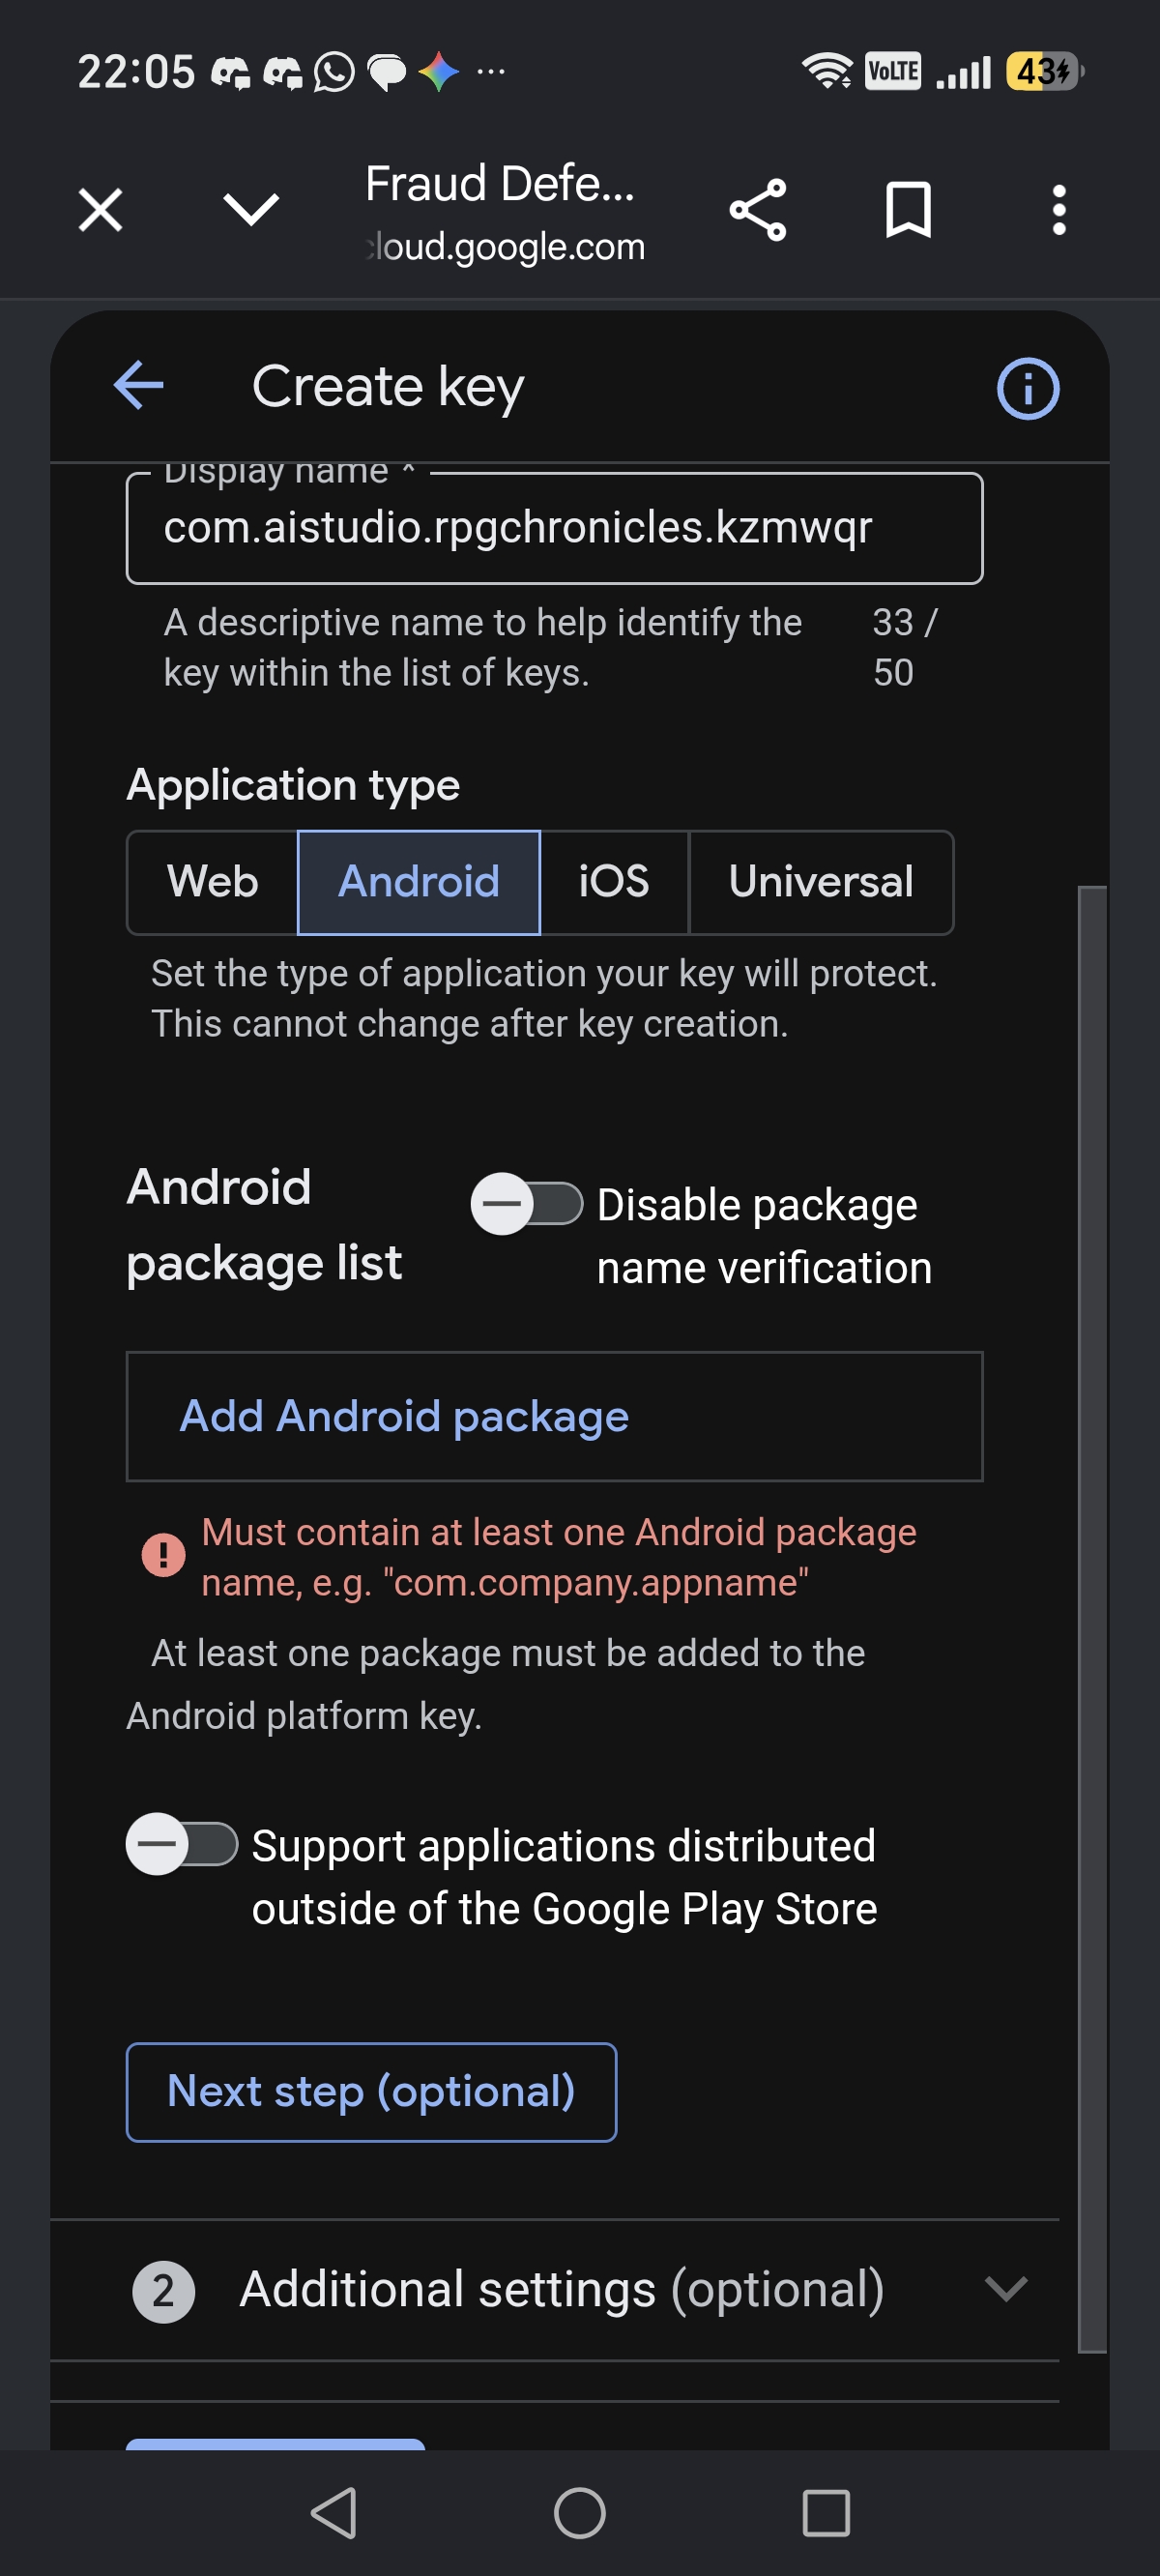 22:05
VoLTE
43
Fraud Defe...
cloud.google.com
Create key
Display name *
com.aistudio.rpgchronicles.kzmwqr
A descriptive name to help identify the
key within the list of keys.
33 /
50
Application type
Web Android iOS Universal
Set the type of application your key will protect.
This cannot change after key creation.
Android
package list
Disable package
name verification
Add Android package
Must contain at least one Android package
name, e.g. "com.company.appname"
At least one package must be added to the
Android platform key.
Support applications distributed
outside of the Google Play Store
Next step (optional)
2 Additional settings (optional)